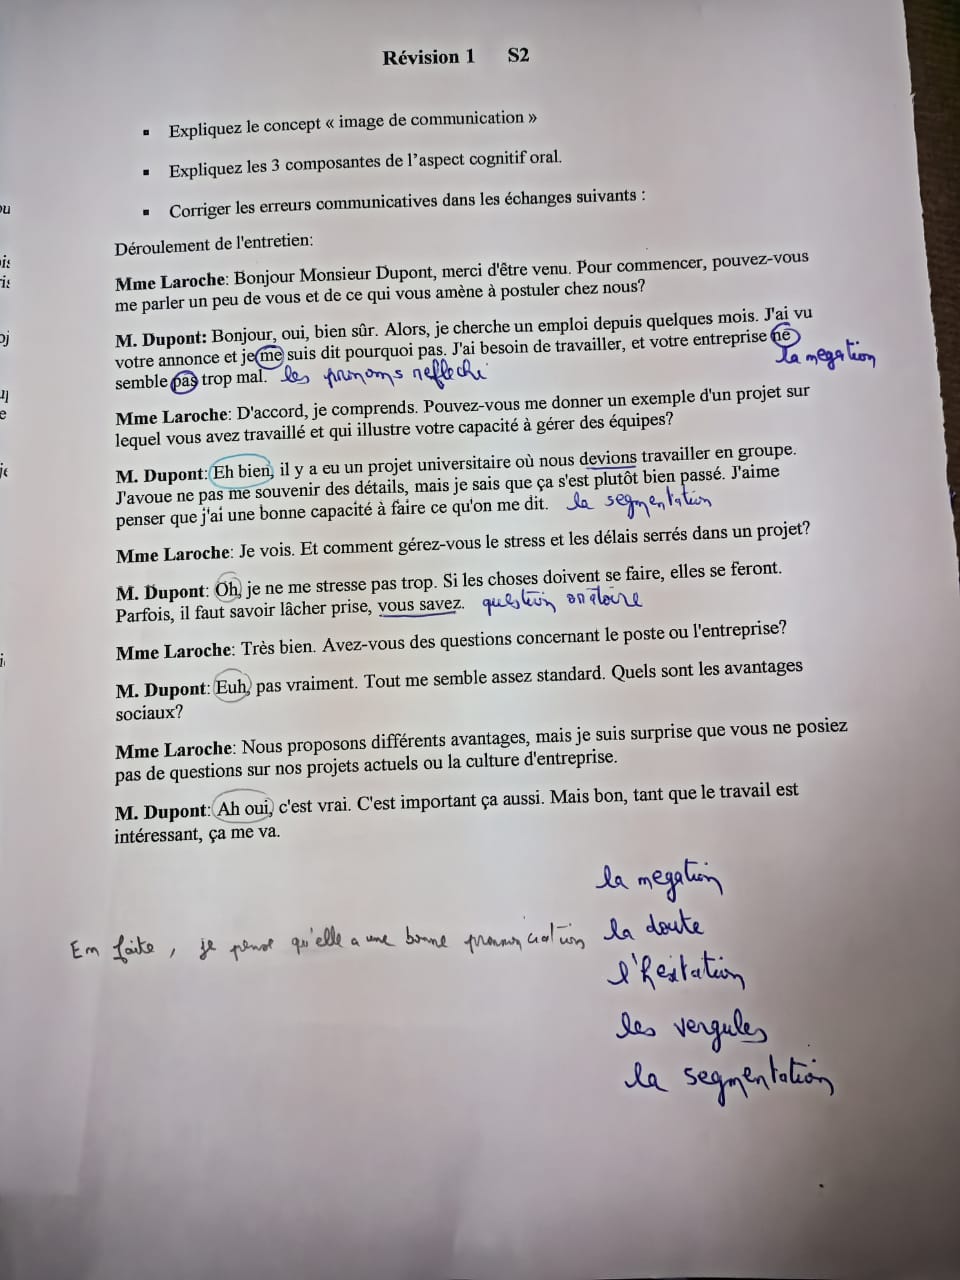 Révision 1 S2
▪ Expliquez le concept « image de communication »
▪ Expliquez les 3 composantes de l'aspect cognitif oral.
▪ Corriger les erreurs communicatives dans les échanges suivants :
Déroulement de l'entretien:
Mme Laroche: Bonjour Monsieur Dupont, merci d'être venu. Pour commencer, pouvez-vous
me parler un peu de vous et de ce qui vous amène à postuler chez nous?
M. Dupont: Bonjour, oui, bien sûr. Alors, je cherche un emploi depuis quelques mois. J'ai vu
votre annonce et je me suis dit pourquoi pas. J'ai besoin de travailler, et votre entreprise ne
la negation
semble pas trop mal. les pronoms refléchi
Mme Laroche: D'accord, je comprends. Pouvez-vous me donner un exemple d'un projet sur
lequel vous avez travaillé et qui illustre votre capacité à gérer des équipes?
M. Dupont: Eh bien, il y a eu un projet universitaire où nous devions travailler en groupe.
J'avoue ne pas me souvenir des détails, mais je sais que ça s'est plutôt bien passé. J'aime
penser que j'ai une bonne capacité à faire ce qu'on me dit. la segmentation
Mme Laroche: Je vois. Et comment gérez-vous le stress et les délais serrés dans un projet?
M. Dupont: Oh, je ne me stresse pas trop. Si les choses doivent se faire, elles se feront.
Parfois, il faut savoir lâcher prise, vous savez. question oratoire
Mme Laroche: Très bien. Avez-vous des questions concernant le poste ou l'entreprise?
M. Dupont: Euh, pas vraiment. Tout me semble assez standard. Quels sont les avantages
sociaux?
Mme Laroche: Nous proposons différents avantages, mais je suis surprise que vous ne posiez
pas de questions sur nos projets actuels ou la culture d'entreprise.
M. Dupont: Ah oui, c'est vrai. C'est important ça aussi. Mais bon, tant que le travail est
intéressant, ça me va.
la negation
la doute
En faite, je pense qu'elle a une bonne prononciation
l'hésitation
les vergules
la segmentation